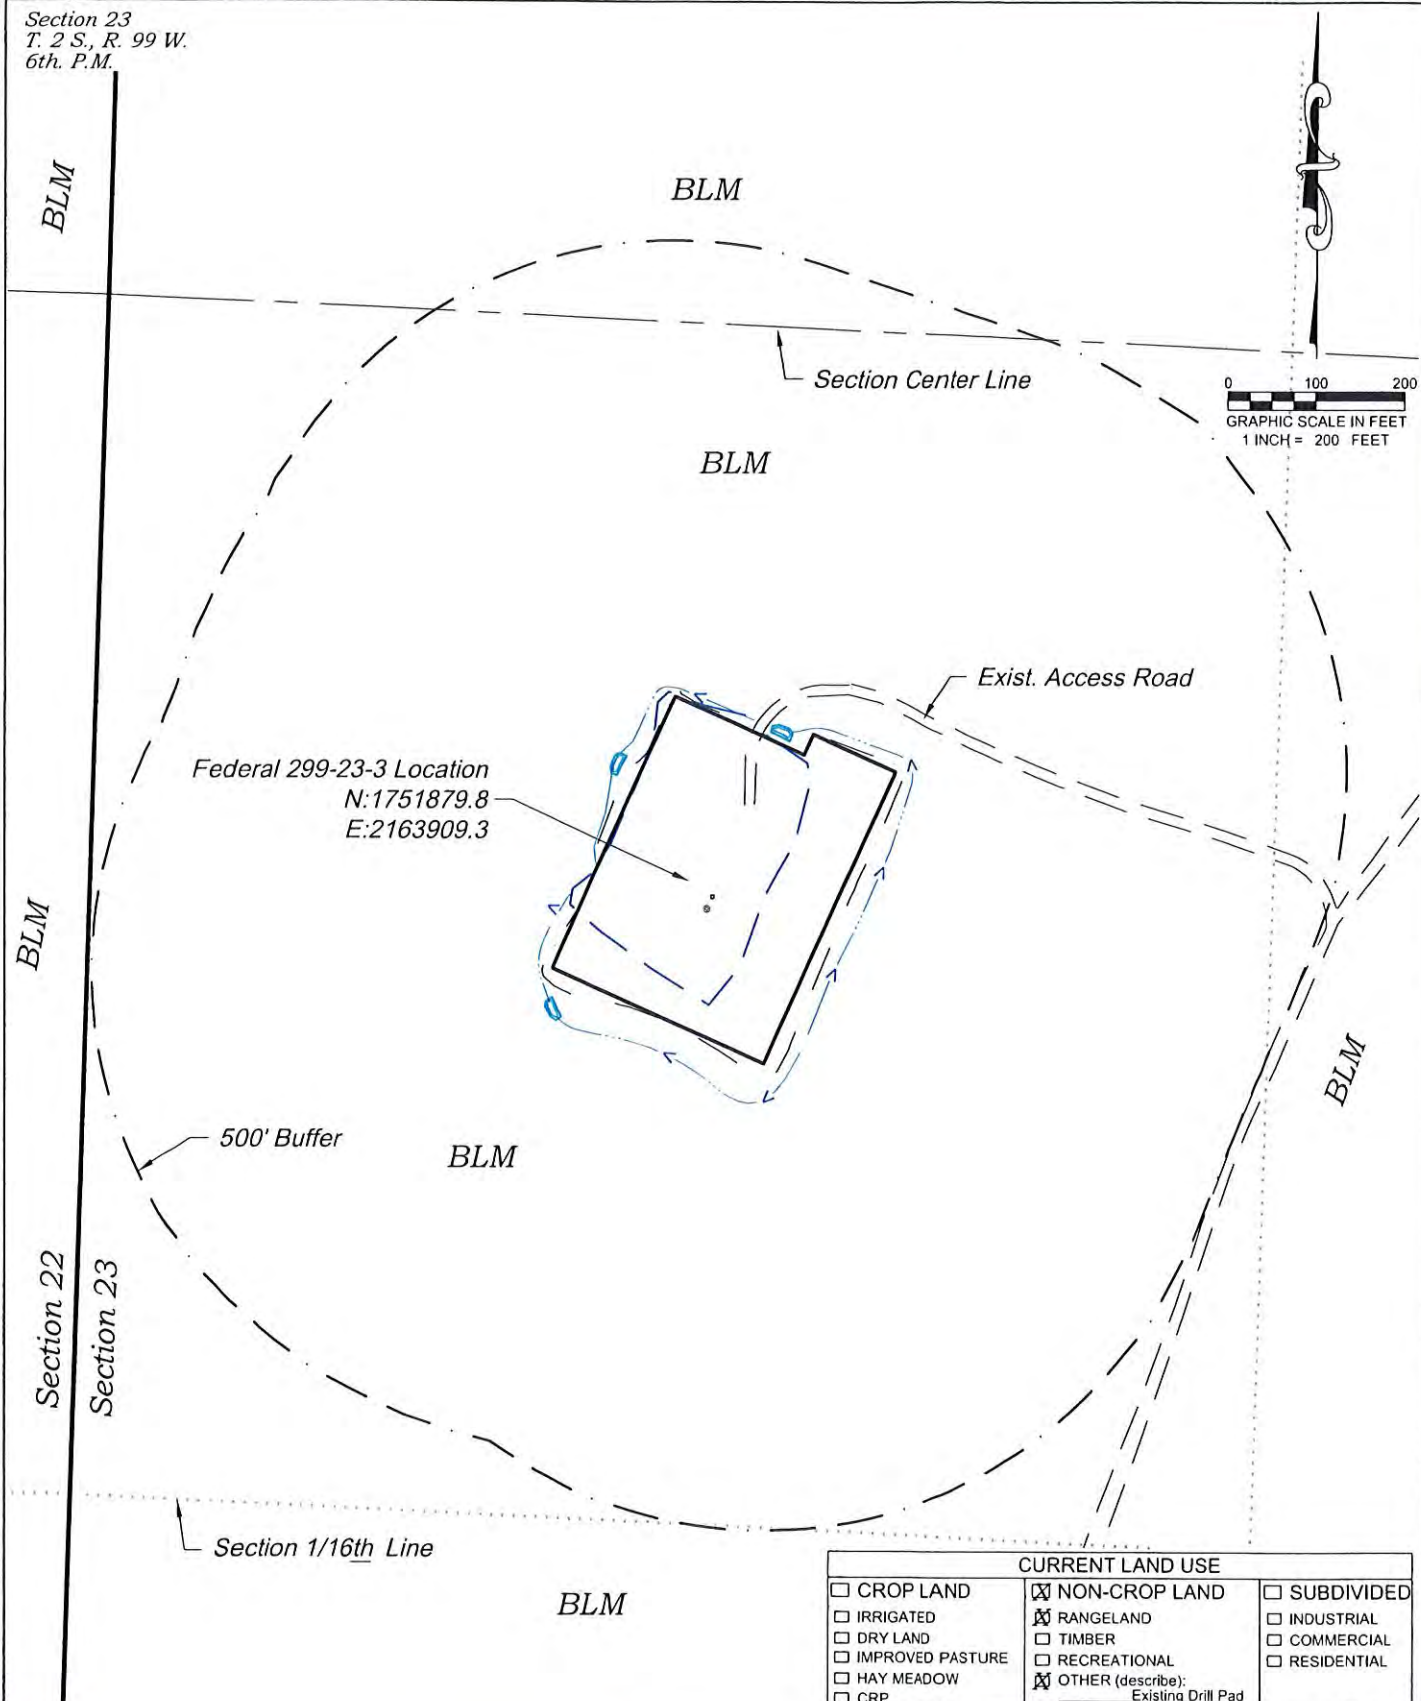 Section 23
T. 2 S., R. 99 W.
6th. P.M.
BLM
BLM
Section Center Line
0 100 200
GRAPHIC SCALE IN FEET
1 INCH = 200 FEET
BLM
Exist. Access Road
Federal 299-23-3 Location
N:1751879.8
E:2163909.3
BLM
BLM
500' Buffer
BLM
Section 22
Section 23
Section 1/16th Line
BLM
CURRENT LAND USE
CROP LAND
IRRIGATED
DRY LAND
IMPROVED PASTURE
HAY MEADOW
CRP
NON-CROP LAND
RANGELAND
TIMBER
RECREATIONAL
OTHER (describe):
Existing Drill Pad
SUBDIVIDED
INDUSTRIAL
COMMERCIAL
RESIDENTIAL